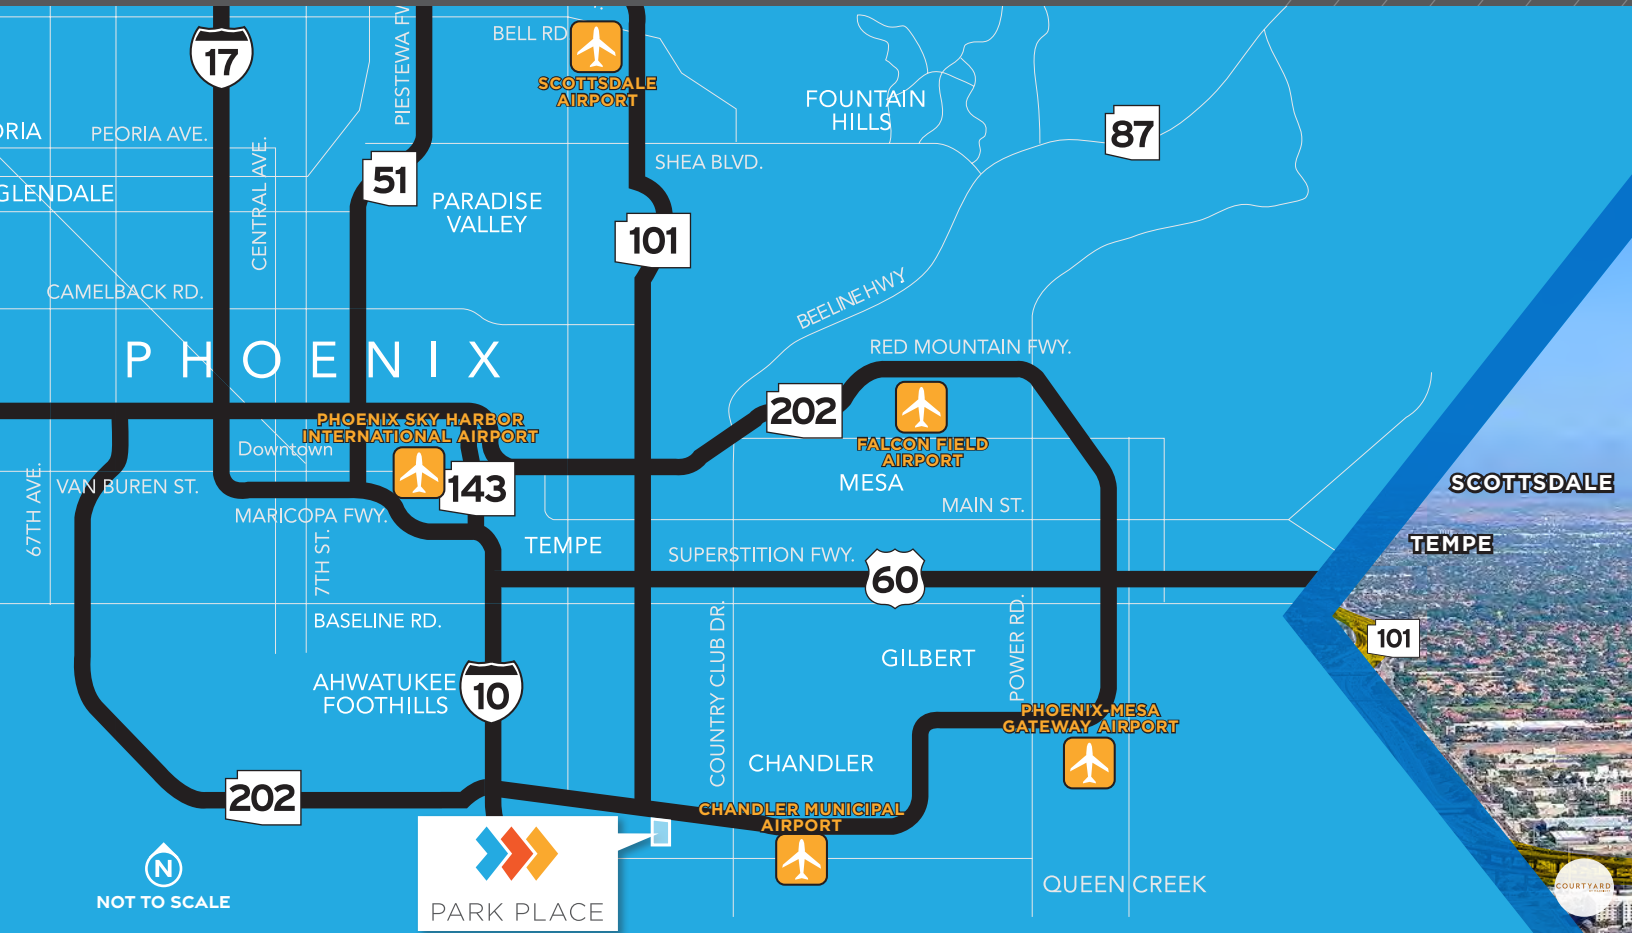 BELL RD
17
PIESTEWA FW
SCOTTSDALE
AIRPORT
FOUNTAIN
HILLS
87
ORIA
PEORIA AVE.
CENTRAL AVE.
SHEA BLVD.
51
GLENDALE
PARADISE
VALLEY
101
CAMELBACK RD.
BEELINE HWY
PHOENIX
RED MOUNTAIN FWY.
202
PHOENIX SKY HARBOR
INTERNATIONAL AIRPORT
Downtown
FALCON FIELD
AIRPORT
67TH AVE.
VAN BUREN ST.
143
MESA
SCOTTSDALE
MARICOPA FWY.
MAIN ST.
7TH ST.
TEMPE
SUPERSTITION FWY.
60
TEMPE
BASELINE RD.
COUNTRY CLUB DR.
POWER RD.
101
GILBERT
AHWATUKEE
FOOTHILLS
10
PHOENIX-MESA
GATEWAY AIRPORT
CHANDLER
202
CHANDLER MUNICIPAL
AIRPORT
N
NOT TO SCALE
PARK PLACE
QUEEN CREEK
COURTYARD